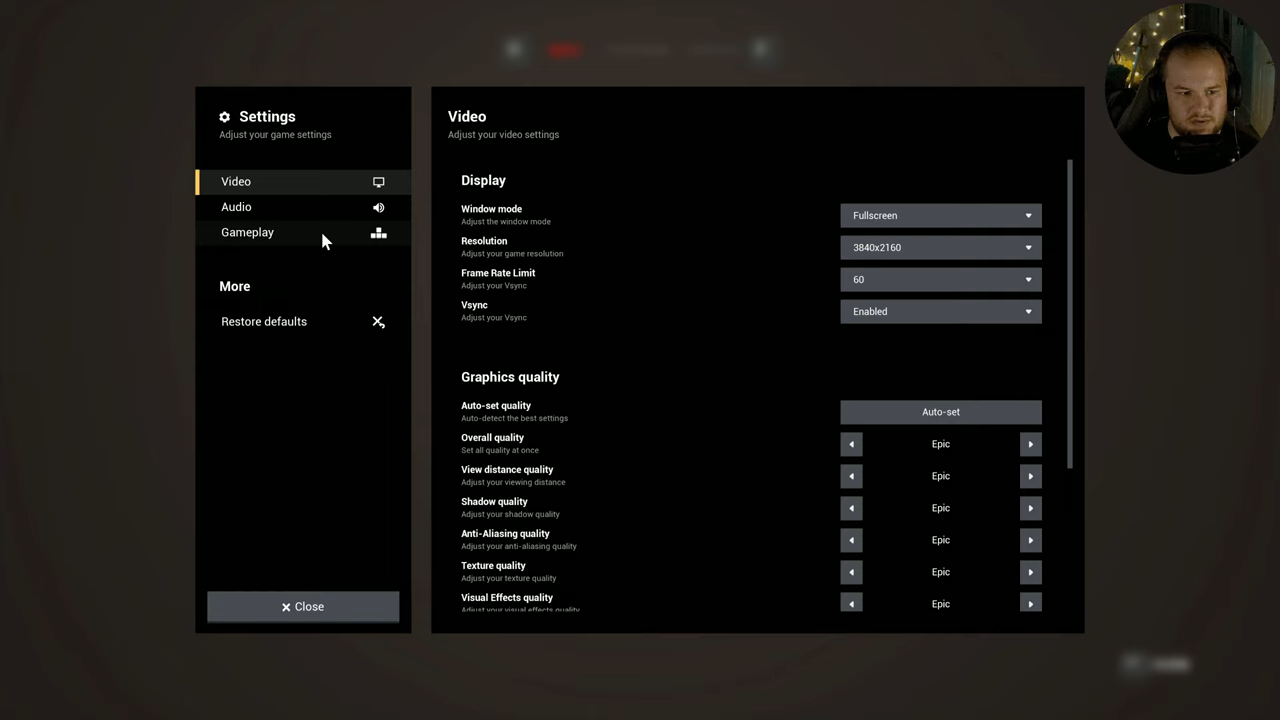 Settings
Adjust your game settings
Video
Audio
Gameplay
More
Restore defaults
Close
Video
Adjust your video settings
Display
Window mode
Adjust the window mode
Fullscreen
Resolution
Adjust your game resolution
3840x2160
Frame Rate Limit
Adjust your Vsync
60
Vsync
Adjust your Vsync
Enabled
Graphics quality
Auto-set quality
Auto-detect the best settings
Auto-set
Overall quality
Set all quality at once
Epic
View distance quality
Adjust your viewing distance
Epic
Shadow quality
Adjust your shadow quality
Epic
Anti-Aliasing quality
Adjust your anti-aliasing quality
Epic
Texture quality
Adjust your texture quality
Epic
Visual Effects quality
Adjust your visual effects quality
Epic